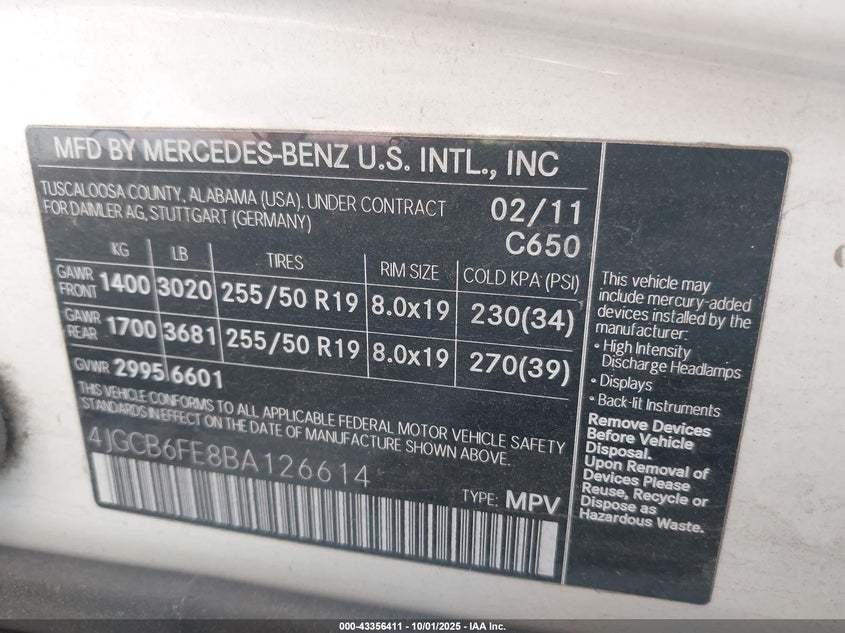 MFD BY MERCEDES-BENZ U.S. INTL., INC
TUSCALOOSA COUNTY, ALABAMA (USA). UNDER CONTRACT
FOR DAIMLER AG, STUTTGART (GERMANY)
02/11
C650
KG LB TIRES RIM SIZE COLD KPA (PSI)
GAWR FRONT 1400 3020 255/50 R19 8.0x19 230(34)
GAWR REAR 1700 3681 255/50 R19 8.0x19 270(39)
GVWR 2995 6601
THIS VEHICLE CONFORMS TO ALL APPLICABLE FEDERAL MOTOR VEHICLE SAFETY
STANDARDS IN EFFECT ON THE DATE OF MANUFACTURE SHOWN ABOVE.
4JGCB6FE8BA126614
TYPE: MPV
This vehicle may
include mercury-added
devices installed by the
manufacturer:
• High Intensity
Discharge Headlamps
• Displays
• Back-lit Instruments
Remove Devices
Before Vehicle
Disposal.
Upon Removal of
Devices Please
Reuse, Recycle or
Dispose as
Hazardous Waste.
000-43356411 - 10/01/2025 - IAA Inc.